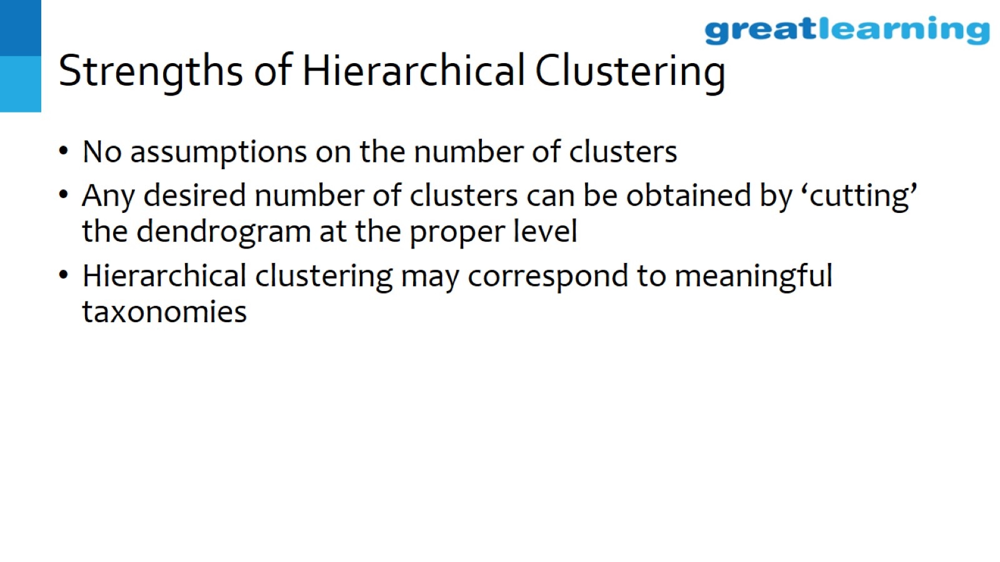 greatlearning
Strengths of Hierarchical Clustering
• No assumptions on the number of clusters
• Any desired number of clusters can be obtained by ‘cutting’
the dendrogram at the proper level
• Hierarchical clustering may correspond to meaningful
taxonomies